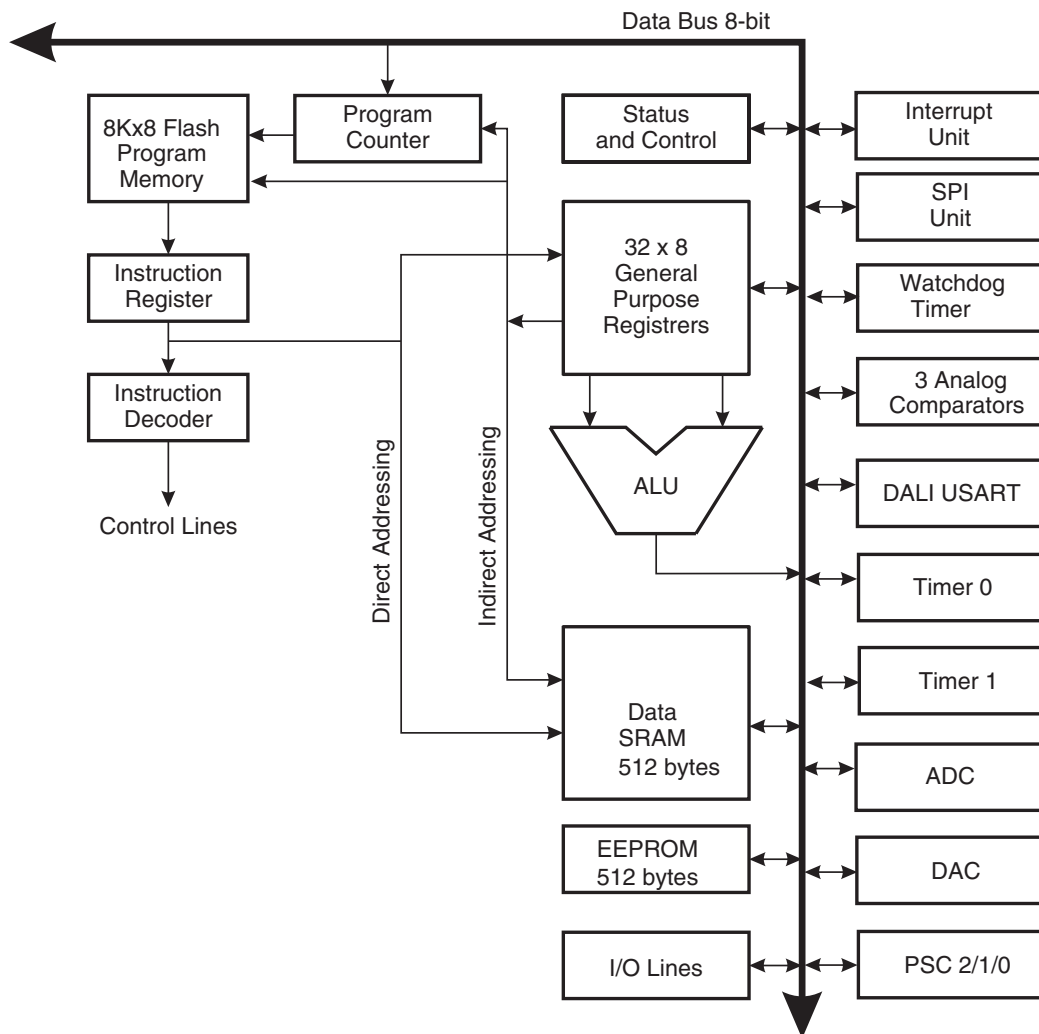 Data Bus 8-bit
8Kx8 Flash
Program
Memory
Program
Counter
Status
and Control
Interrupt
Unit
SPI
Unit
Instruction
Register
32 x 8
General
Purpose
Registrers
Watchdog
Timer
Instruction
Decoder
3 Analog
Comparators
Direct Addressing
Indirect Addressing
ALU
DALI USART
Control Lines
Timer 0
Timer 1
Data
SRAM
512 bytes
ADC
EEPROM
512 bytes
DAC
I/O Lines
PSC 2/1/0